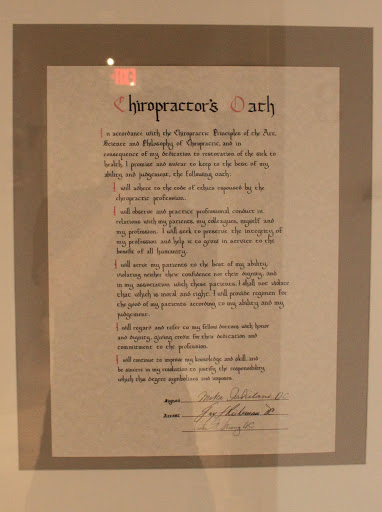 Chiropractor's Oath
In accordance with the Chiropractic Principles of the Art,
Science and Philosophy of Chiropractic, and in
consequence of my dedication to restoration of the sick to
health, I promise and swear to keep to the best of my
ability and judgement, the following oath:
I will adhere to the code of ethics espoused by the
chiropractic profession.
I will observe and practice professional conduct in
relations with my patients, my colleagues, myself and
my profession. I will seek to preserve the integrity of
my profession and help it to grow in service to the
benefit of all humanity.
I will serve my patients to the best of my ability,
violating neither their confidence nor their dignity, and
in my association with these patients, I shall not violate
that which is moral and right. I will provide regimen for
the good of my patients according to my ability and my
judgement.
I will regard and refer to my fellow doctors with honor
and dignity, giving credit for their dedication and
commitment to the profession.
I will continue to improve my knowledge and skill, and
be sincere in my resolution to justify the responsibility
which this degree symbolizes and imposes.
Signed